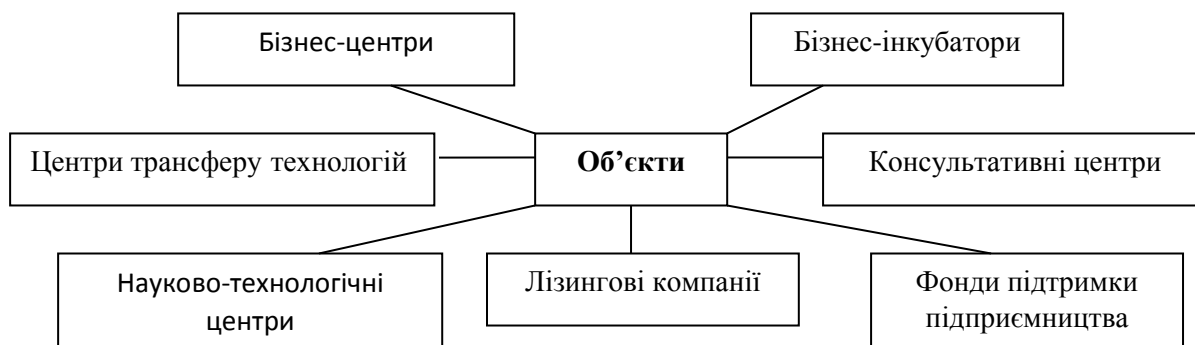 Бізнес-центри
Бізнес-інкубатори
Центри трансферу технологій
Об’єкти
Консультативні центри
Науково-технологічні
центри
Лізингові компанії
Фонди підтримки
підприємництва